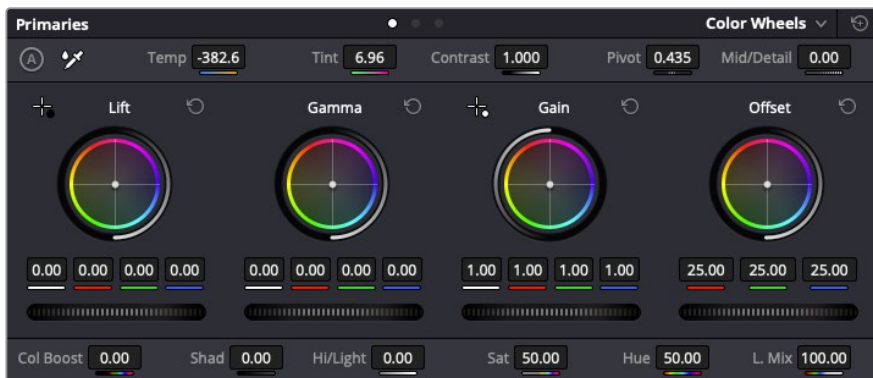 Primaries Color Wheels
A Temp -382.6 Tint 6.96 Contrast 1.000 Pivot 0.435 Mid/Detail 0.00
Lift Gamma Gain Offset
0.00 0.00 0.00 0.00 0.00 0.00 0.00 0.00 1.00 1.00 1.00 1.00 25.00 25.00 25.00
Col Boost 0.00 Shad 0.00 Hi/Light 0.00 Sat 50.00 Hue 50.00 L. Mix 100.00